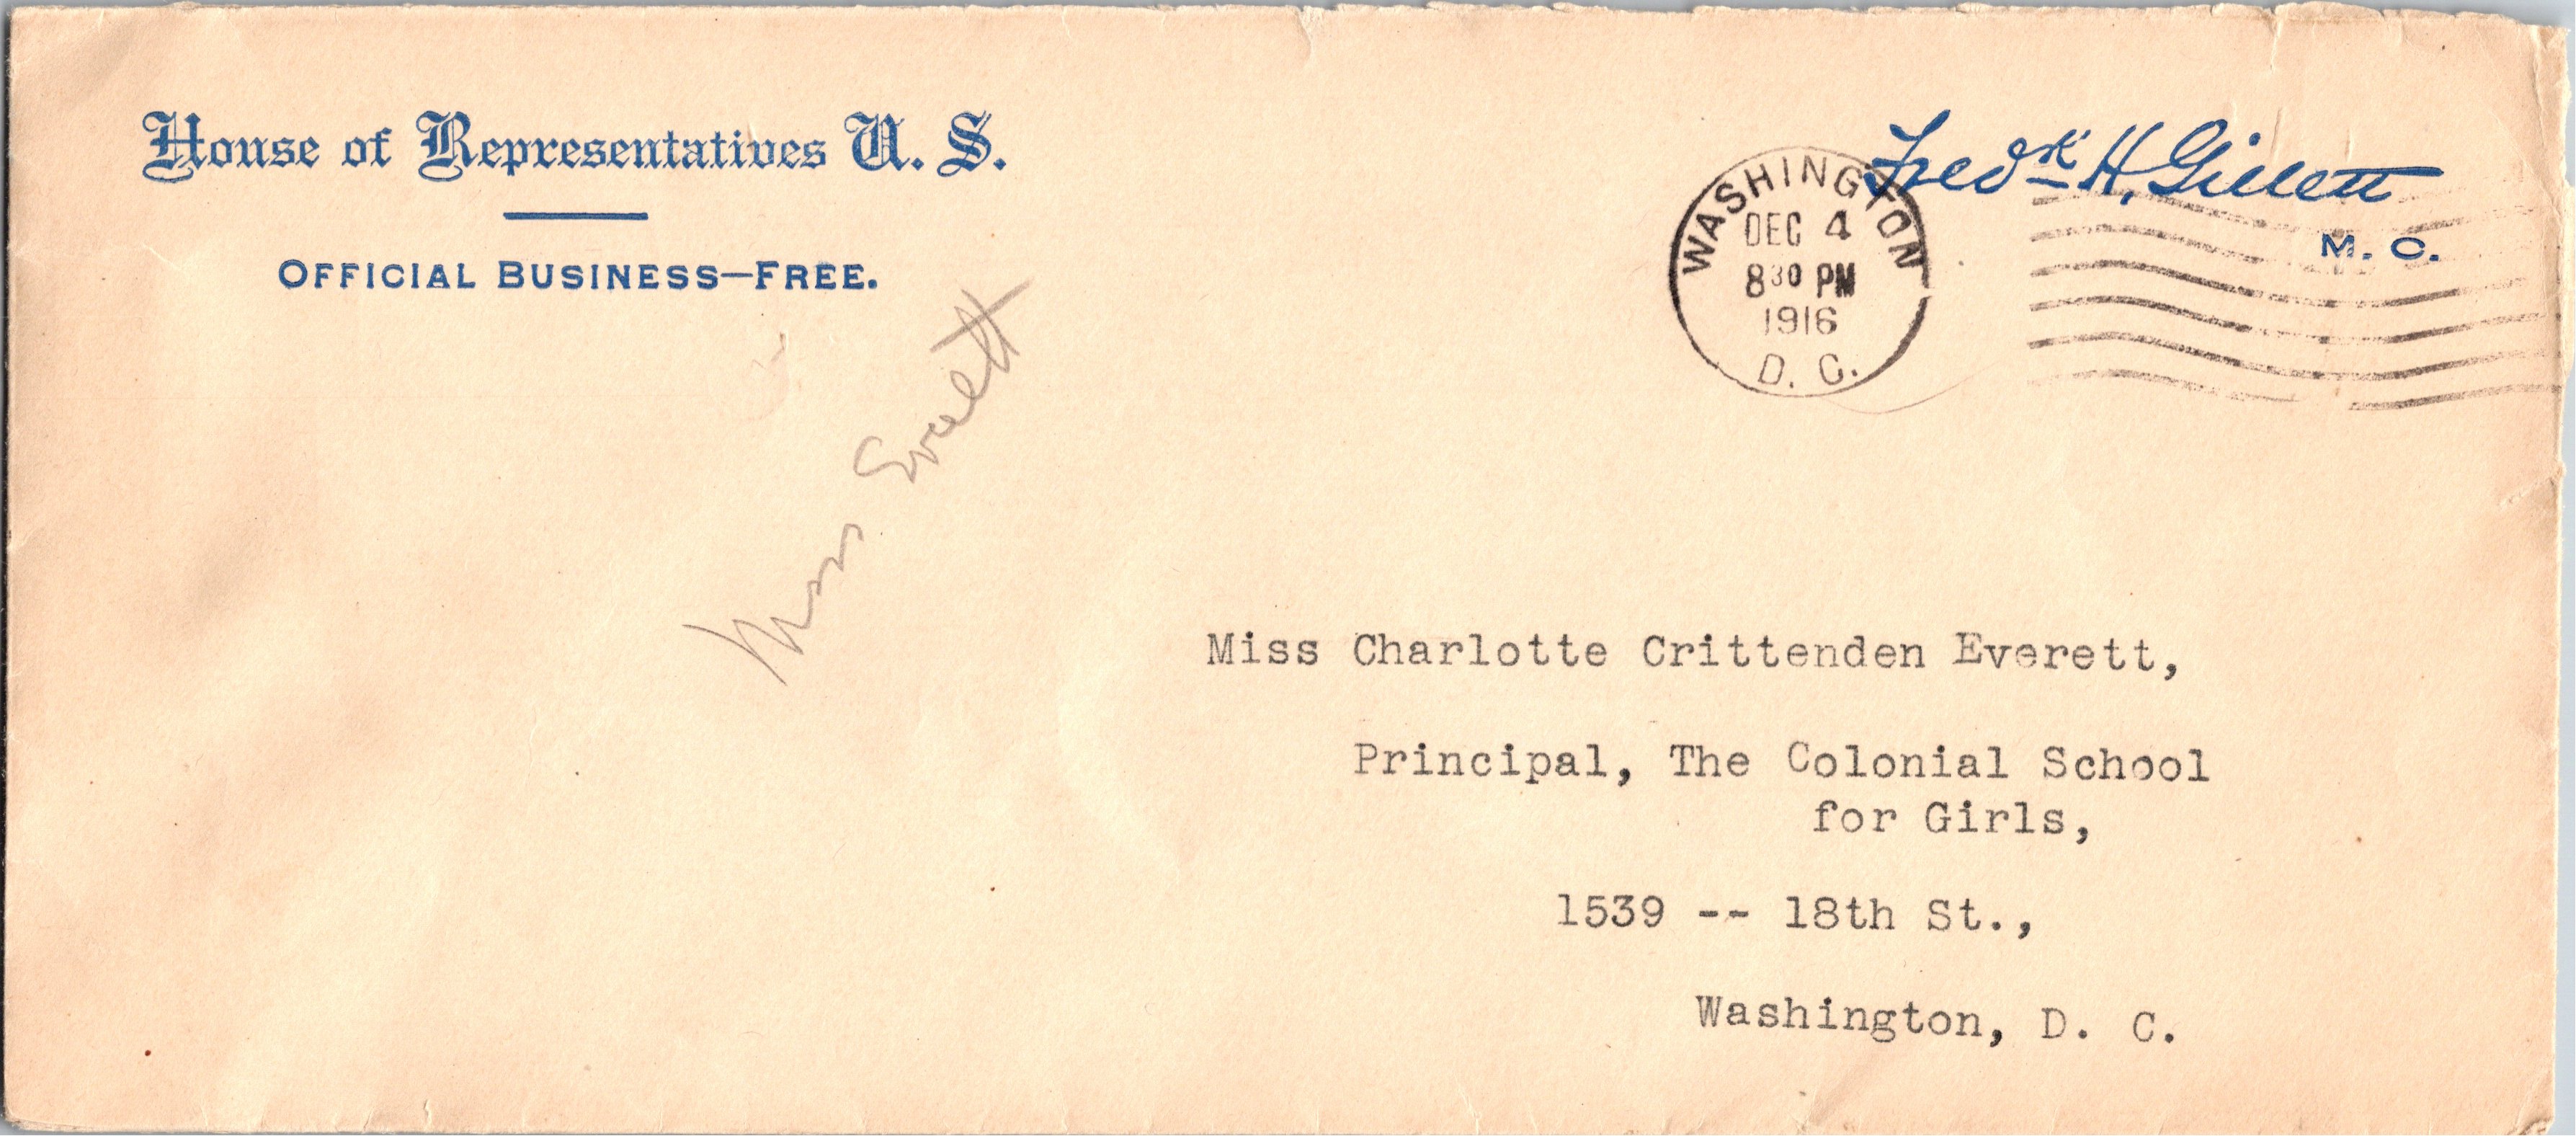 House of Representatives U. S.
OFFICIAL BUSINESS—FREE.
Fredk H. Gillett
M. C.
WASHINGTON
DEC 4
830 PM
1916
D. C.
Miss Everett
Miss Charlotte Crittenden Everett,
Principal, The Colonial School
for Girls,
1539 -- 18th St.,
Washington, D. C.